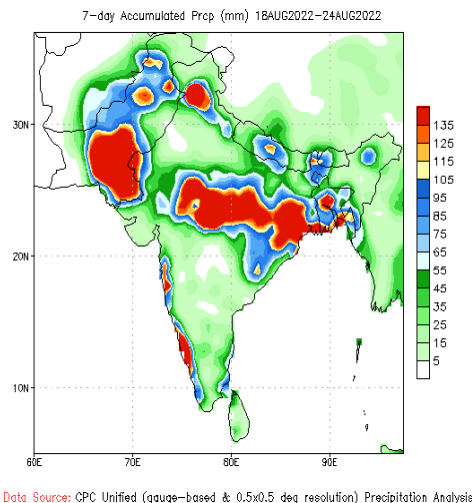 7-day Accumulated Prcp (mm) 18AUG2022-24AUG2022
30N
25N
20N
10N
60E 70E 80E 90E
135
125
115
105
95
85
75
65
55
45
35
25
15
5
Data Source: CPC Unified (gauge-based & 0.5x0.5 deg resolution) Precipitation Analysis